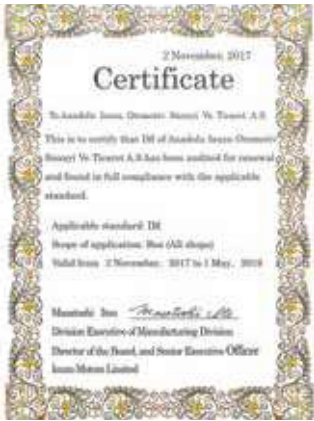 2 November, 2017
Certificate
To Anadolu Isuzu Otomotiv Sanayi Ve Ticaret A.S
This is to certify that IM of Anadolu Isuzu Otomotiv
Sanayi Ve Ticaret A.S has been audited for renewal
and found in full compliance with the applicable
standard.
Applicable standard: IM
Scope of application: Bus (All shops)
Valid from 2 November, 2017 to 1 May, 2019
Masatoshi Ito
Division Executive of Manufacturing Division
Director of the Board, and Senior Executive Officer
Isuzu Motors Limited